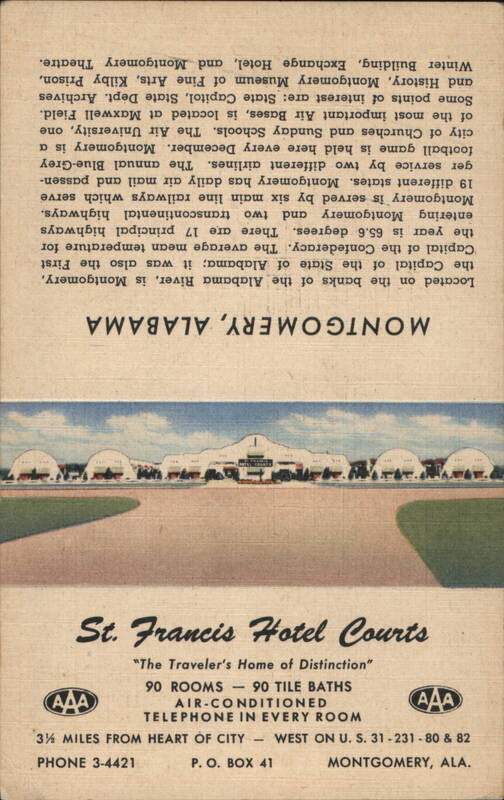 MONTGOMERY, ALABAMA
Located on the banks of the Alabama River, is Montgomery,
the Capital of the State of Alabama; it was also the First
Capital of the Confederacy. The average mean temperature for
the year is 65.6 degrees. There are 17 principal highways
entering Montgomery and two transcontinental highways.
Montgomery is served by six main line railways which serve
19 different states. Montgomery has daily air mail and passen-
ger service by two different airlines. The annual Blue-Grey
football game is held here every December. Montgomery is a
city of Churches and Sunday Schools. The Air University, one
of the most important Air Bases, is located at Maxwell Field.
Some points of interest are: State Capitol, State Dept. Archives
and History, Montgomery Museum of Fine Arts, Kilby Prison,
Winter Building, Exchange Hotel, and Montgomery Theatre.
ST. FRANCIS
HOTEL COURTS
St. Francis Hotel Courts
"The Traveler's Home of Distinction"
90 ROOMS — 90 TILE BATHS
AIR-CONDITIONED
TELEPHONE IN EVERY ROOM
AAA
AAA
3½ MILES FROM HEART OF CITY — WEST ON U. S. 31 - 231 - 80 & 82
PHONE 3-4421 P. O. BOX 41 MONTGOMERY, ALA.